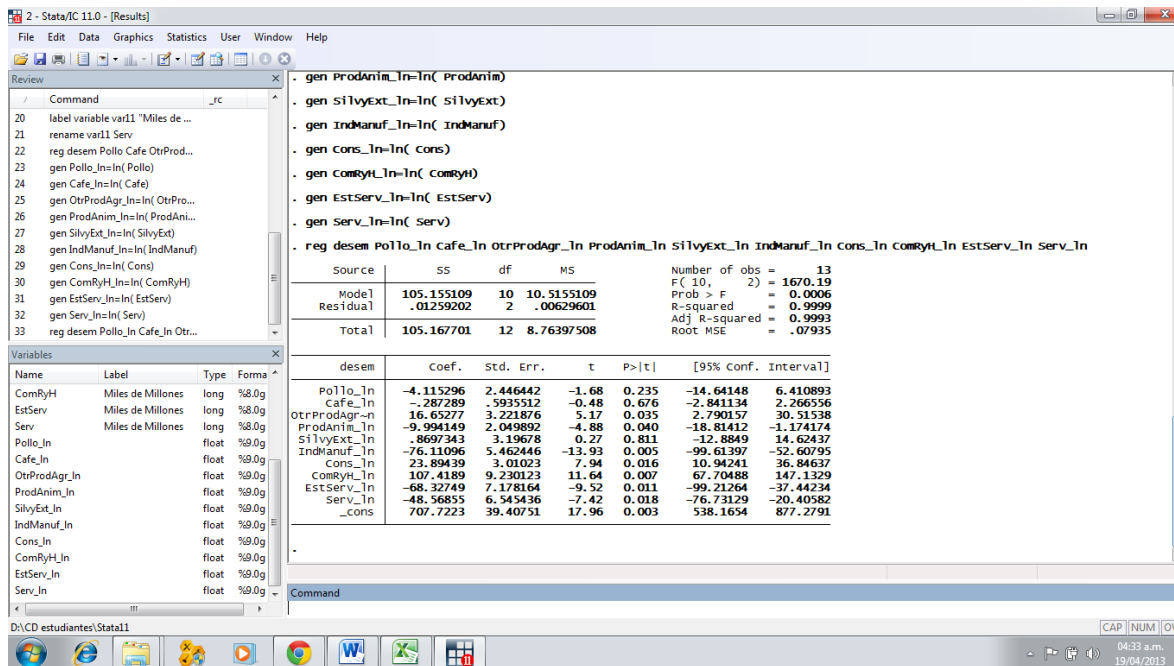 2 - Stata/IC 11.0 - [Results]
File Edit Data Graphics Statistics User Window Help
Review
Command _rc
20 label variable var11 "Miles de ...
21 rename var11 Serv
22 reg desem Pollo Cafe OtrProd...
23 gen Pollo_ln=ln( Pollo)
24 gen Cafe_ln=ln( Cafe)
25 gen OtrProdAgr_ln=ln( OtrPro...
26 gen ProdAnim_ln=ln( ProdAni...
27 gen SilvyExt_ln=ln( SilvyExt)
28 gen IndManuf_ln=ln( IndManuf)
29 gen Cons_ln=ln( Cons)
30 gen ComRyH_ln=ln( ComRyH)
31 gen EstServ_ln=ln( EstServ)
32 gen Serv_ln=ln( Serv)
33 reg desem Pollo_ln Cafe_ln Otr...
Variables
Name Label Type Forma
ComRyH Miles de Millones long %8.0g
EstServ Miles de Millones long %8.0g
Serv Miles de Millones long %8.0g
Pollo_ln float %9.0g
Cafe_ln float %9.0g
OtrProdAgr_ln float %9.0g
ProdAnim_ln float %9.0g
SilvyExt_ln float %9.0g
IndManuf_ln float %9.0g
Cons_ln float %9.0g
ComRyH_ln float %9.0g
EstServ_ln float %9.0g
Serv_ln float %9.0g
. gen ProdAnim_ln=ln( ProdAnim)
. gen SilvyExt_ln=ln( SilvyExt)
. gen IndManuf_ln=ln( IndManuf)
. gen Cons_ln=ln( Cons)
. gen ComRyH_ln=ln( ComRyH)
. gen EstServ_ln=ln( EstServ)
. gen Serv_ln=ln( Serv)
. reg desem Pollo_ln Cafe_ln OtrProdAgr_ln ProdAnim_ln SilvyExt_ln IndManuf_ln Cons_ln ComRyH_ln EstServ_ln Serv_ln
Source SS df MS Number of obs = 13
F( 10, 2) = 1670.19
Model 105.155109 10 10.5155109 Prob > F = 0.0006
Residual .01259202 2 .00629601 R-squared = 0.9999
Adj R-squared = 0.9993
Total 105.167701 12 8.76397508 Root MSE = .07935
desem Coef. Std. Err. t P>|t| [95% Conf. Interval]
Pollo_ln -4.115296 2.446442 -1.68 0.235 -14.64148 6.410893
Cafe_ln -.287289 .5935512 -0.48 0.676 -2.841134 2.266556
OtrProdAgr~n 16.65277 3.221876 5.17 0.035 2.790157 30.51538
ProdAnim_ln -9.994149 2.049892 -4.88 0.040 -18.81412 -1.174174
SilvyExt_ln .8697343 3.19678 0.27 0.811 -12.8849 14.62437
IndManuf_ln -76.11096 5.462446 -13.93 0.005 -99.61397 -52.60795
Cons_ln 23.89439 3.01023 7.94 0.016 10.94241 36.84637
ComRyH_ln 107.4189 9.230123 11.64 0.007 67.70488 147.1329
EstServ_ln -68.32749 7.178164 -9.52 0.011 -99.21264 -37.44234
Serv_ln -48.56855 6.545436 -7.42 0.018 -76.73129 -20.40582
_cons 707.7223 39.40751 17.96 0.003 538.1654 877.2791
.
Command
D:\CD estudiantes\Stata11
CAP NUM OV
04:33 a.m.
19/04/2013